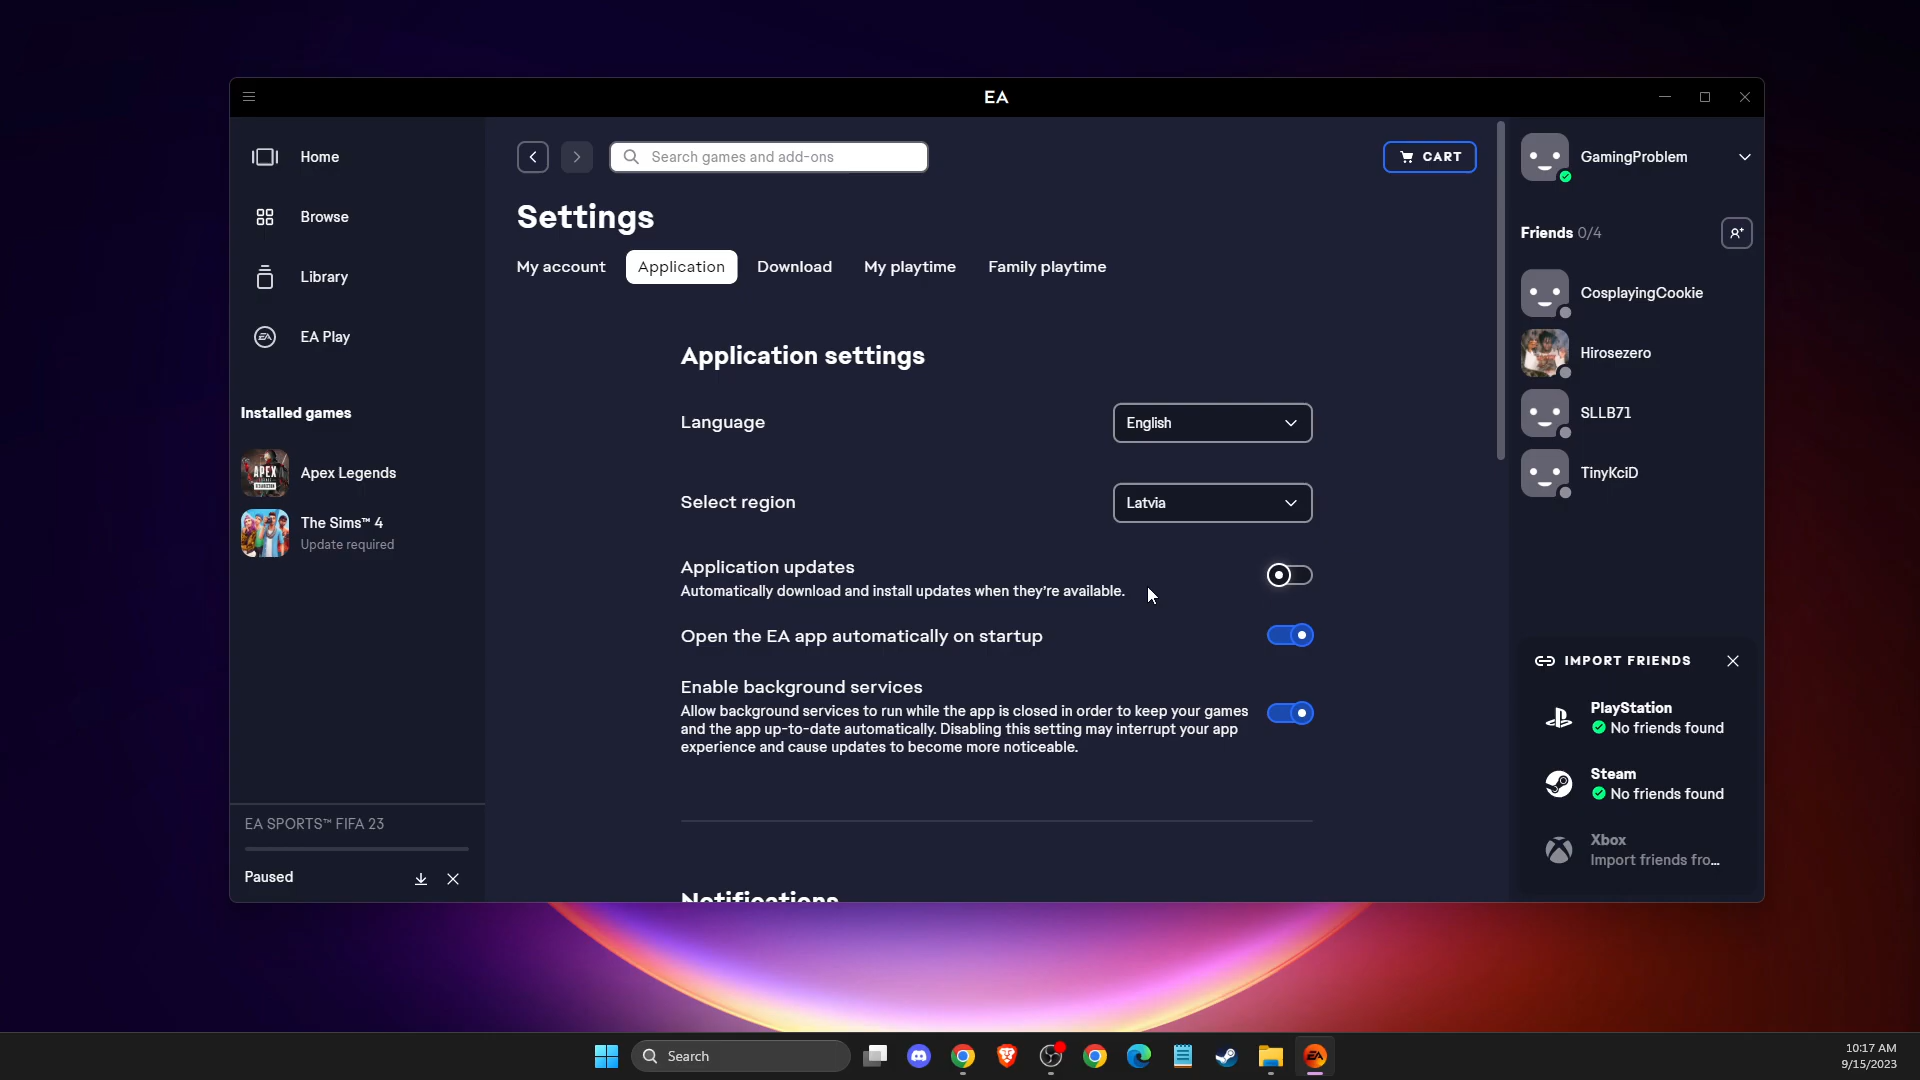 EA
Home
Browse
Library
EA Play
Installed games
Apex Legends
The Sims™ 4
Update required
EA SPORTS™ FIFA 23
Paused
Search games and add-ons
CART
Settings
My account
Application
Download
My playtime
Family playtime
Application settings
Language
English
Select region
Latvia
Application updates
Automatically download and install updates when they're available.
Open the EA app automatically on startup
Enable background services
Allow background services to run while the app is closed in order to keep your games
and the app up-to-date automatically. Disabling this setting may interrupt your app
experience and cause updates to become more noticeable.
Notifications
GamingProblem
Friends 0/4
CosplayingCookie
Hirosezero
SLLB71
TinyKciD
IMPORT FRIENDS
PlayStation
No friends found
Steam
No friends found
Xbox
Import friends fro...
Search
10:17 AM
9/15/2023